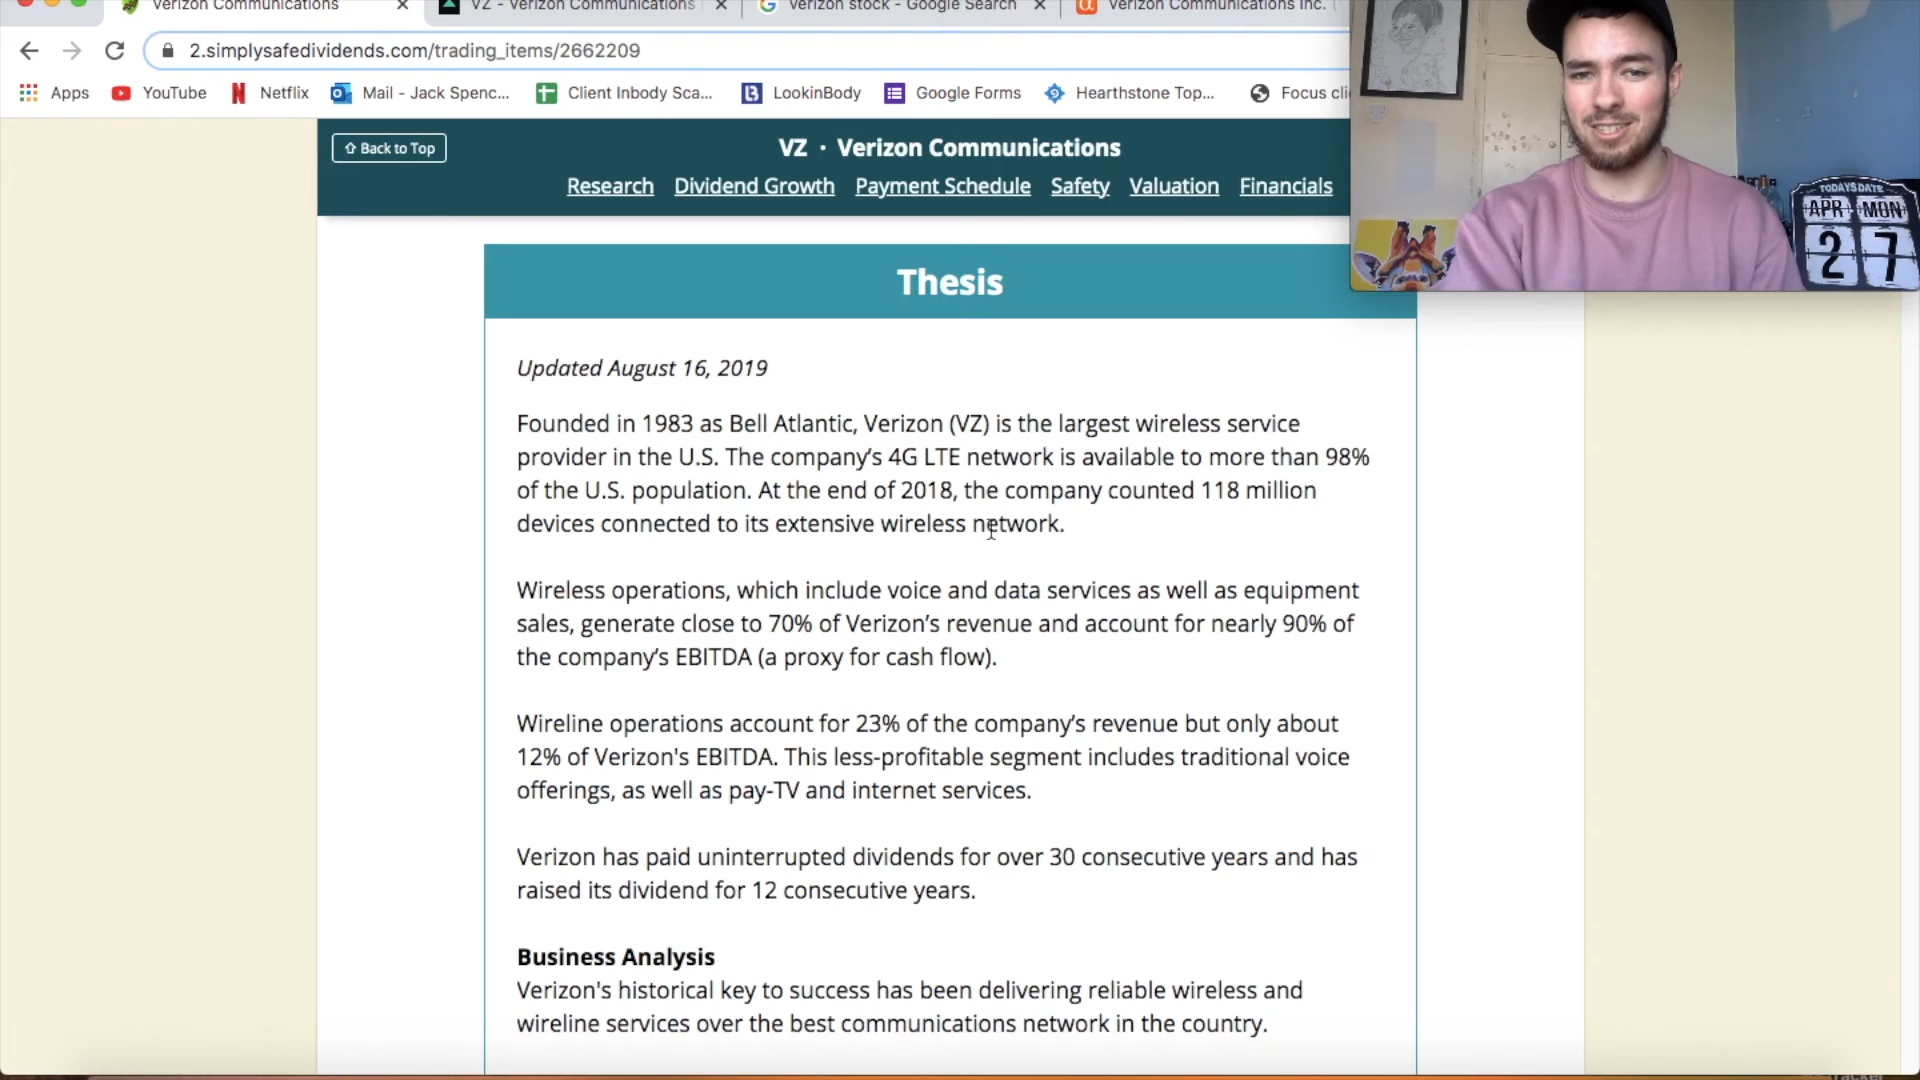 Verizon Communications
VZ - Verizon Communications
verizon stock - Google Search
Verizon Communications Inc.
2.simplysafedividends.com/trading_items/2662209
Apps
YouTube
Netflix
Mail - Jack Spenc...
Client Inbody Sca...
LookinBody
Google Forms
Hearthstone Top...
Focus cli
Back to Top
VZ · Verizon Communications
Research Dividend Growth Payment Schedule Safety Valuation Financials
TODAYS DATE
APR MON
2 7
Thesis
Updated August 16, 2019
Founded in 1983 as Bell Atlantic, Verizon (VZ) is the largest wireless service
provider in the U.S. The company's 4G LTE network is available to more than 98%
of the U.S. population. At the end of 2018, the company counted 118 million
devices connected to its extensive wireless network.
Wireless operations, which include voice and data services as well as equipment
sales, generate close to 70% of Verizon's revenue and account for nearly 90% of
the company's EBITDA (a proxy for cash flow).
Wireline operations account for 23% of the company's revenue but only about
12% of Verizon's EBITDA. This less-profitable segment includes traditional voice
offerings, as well as pay-TV and internet services.
Verizon has paid uninterrupted dividends for over 30 consecutive years and has
raised its dividend for 12 consecutive years.
Business Analysis
Verizon's historical key to success has been delivering reliable wireless and
wireline services over the best communications network in the country.